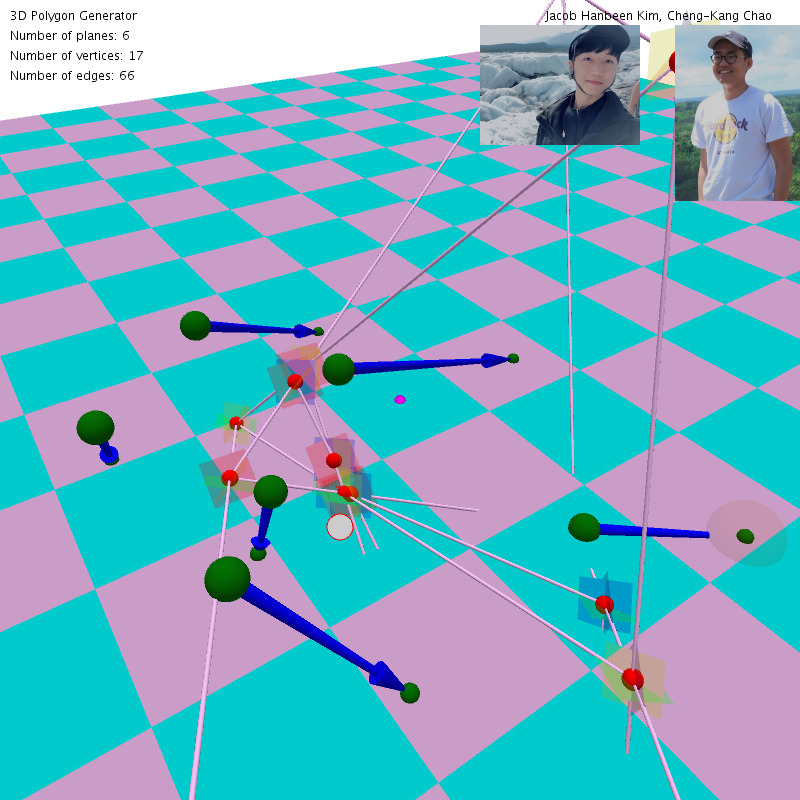 3D Polygon Generator
Jacob Hanbeen Kim, Cheng-Kang Chao
Number of planes: 6
Number of vertices: 17
Number of edges: 66